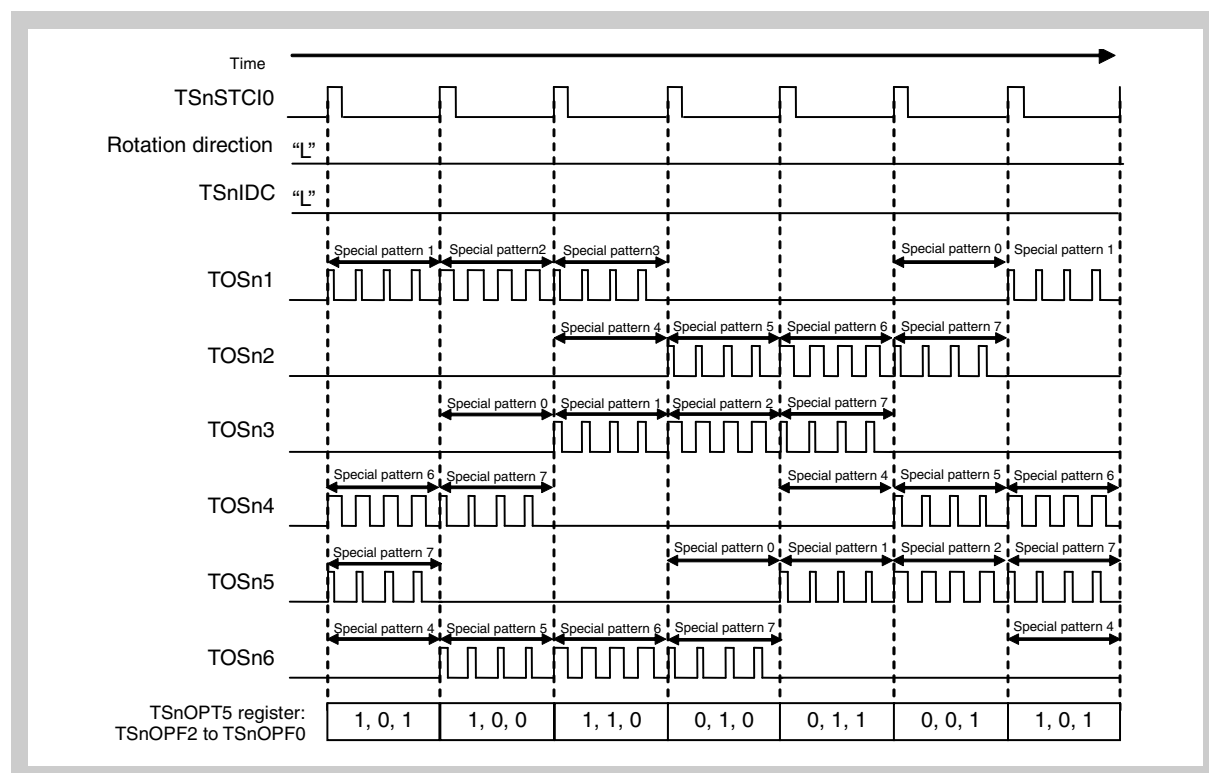 Time
TSnSTCI0
Rotation direction “L”
TSnIDC “L”
Special pattern 1 Special pattern2 Special pattern3 Special pattern 0 Special pattern 1
TOSn1
Special pattern 4 Special pattern 5 Special pattern 6 Special pattern 7
TOSn2
Special pattern 0 Special pattern 1 Special pattern 2 Special pattern 7
TOSn3
Special pattern 6 Special pattern 7 Special pattern 4 Special pattern 5 Special pattern 6
TOSn4
Special pattern 7 Special pattern 0 Special pattern 1 Special pattern 2 Special pattern 7
TOSn5
Special pattern 4 Special pattern 5 Special pattern 6 Special pattern 7 Special pattern 4
TOSn6
TSnOPT5 register:
TSnOPF2 to TSnOPF0
1, 0, 1 1, 0, 0 1, 1, 0 0, 1, 0 0, 1, 1 0, 0, 1 1, 0, 1